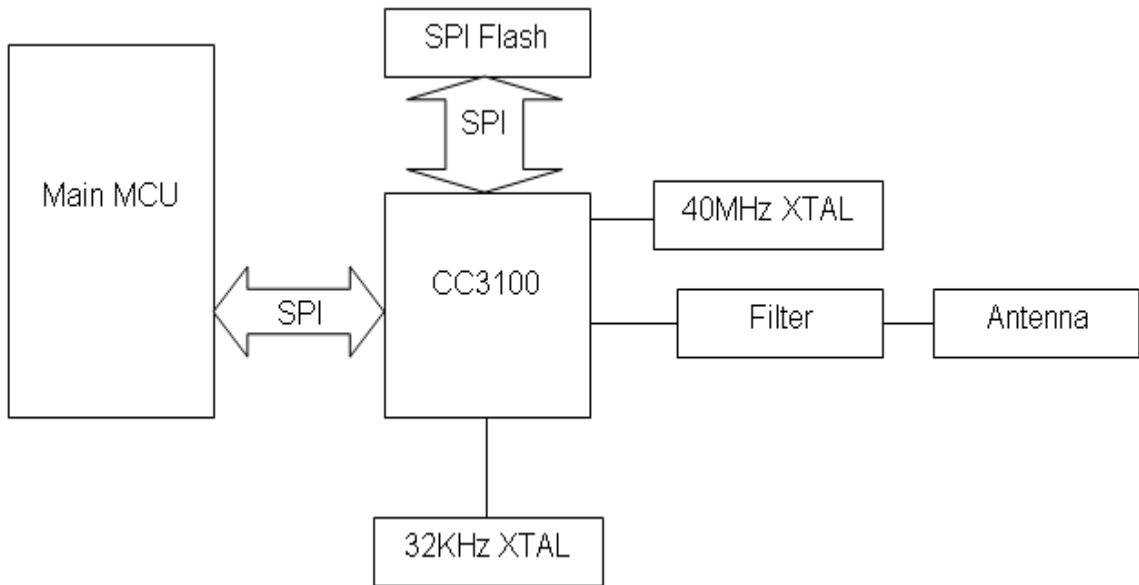 SPI Flash
SPI
Main MCU
40MHz XTAL
CC3100
SPI
Filter
Antenna
32KHz XTAL